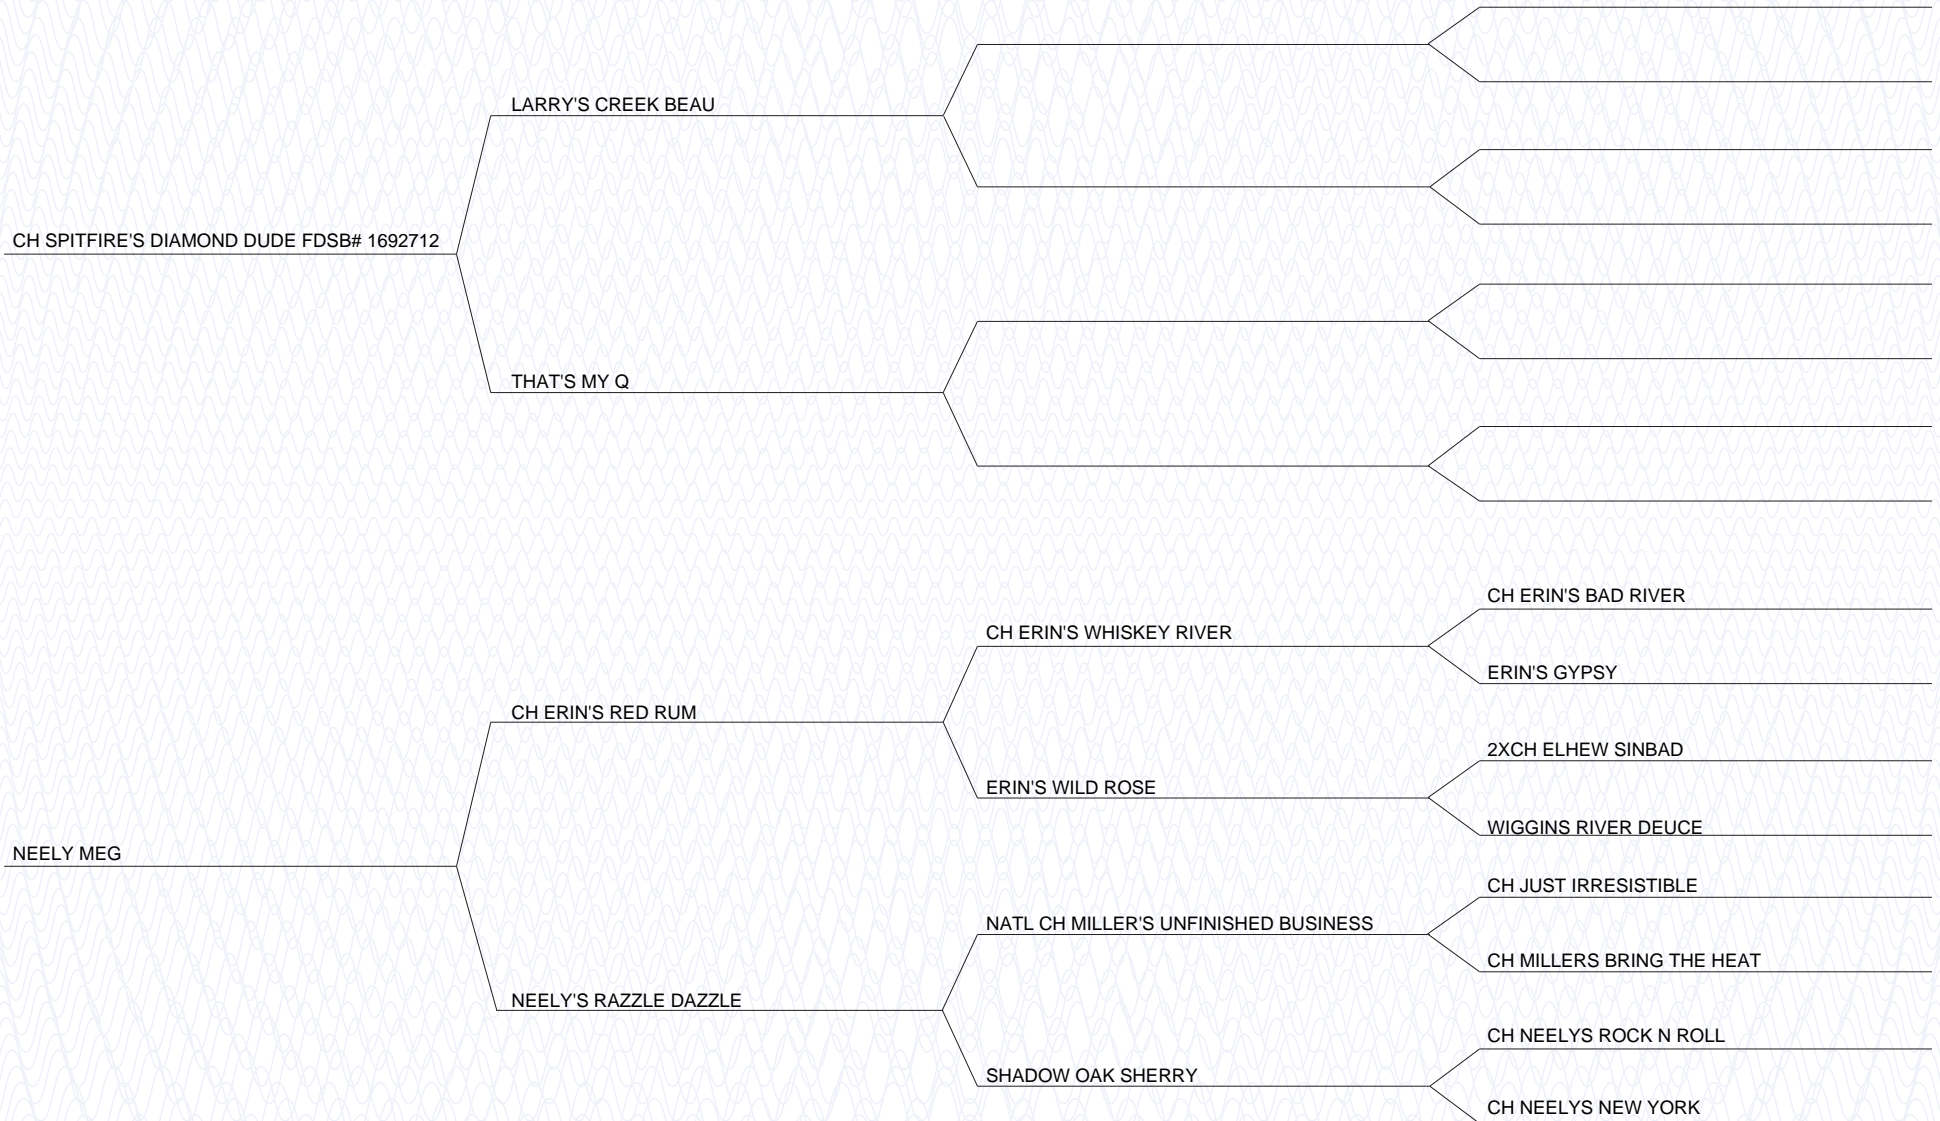 LARRY'S CREEK BEAU
CH SPITFIRE'S DIAMOND DUDE FDSB# 1692712
THAT'S MY Q
CH ERIN'S BAD RIVER
CH ERIN'S WHISKEY RIVER
ERIN'S GYPSY
CH ERIN'S RED RUM
2XCH ELHEW SINBAD
ERIN'S WILD ROSE
WIGGINS RIVER DEUCE
NEELY MEG
CH JUST IRRESISTIBLE
NATL CH MILLER'S UNFINISHED BUSINESS
CH MILLERS BRING THE HEAT
NEELY'S RAZZLE DAZZLE
CH NEELYS ROCK N ROLL
SHADOW OAK SHERRY
CH NEELYS NEW YORK